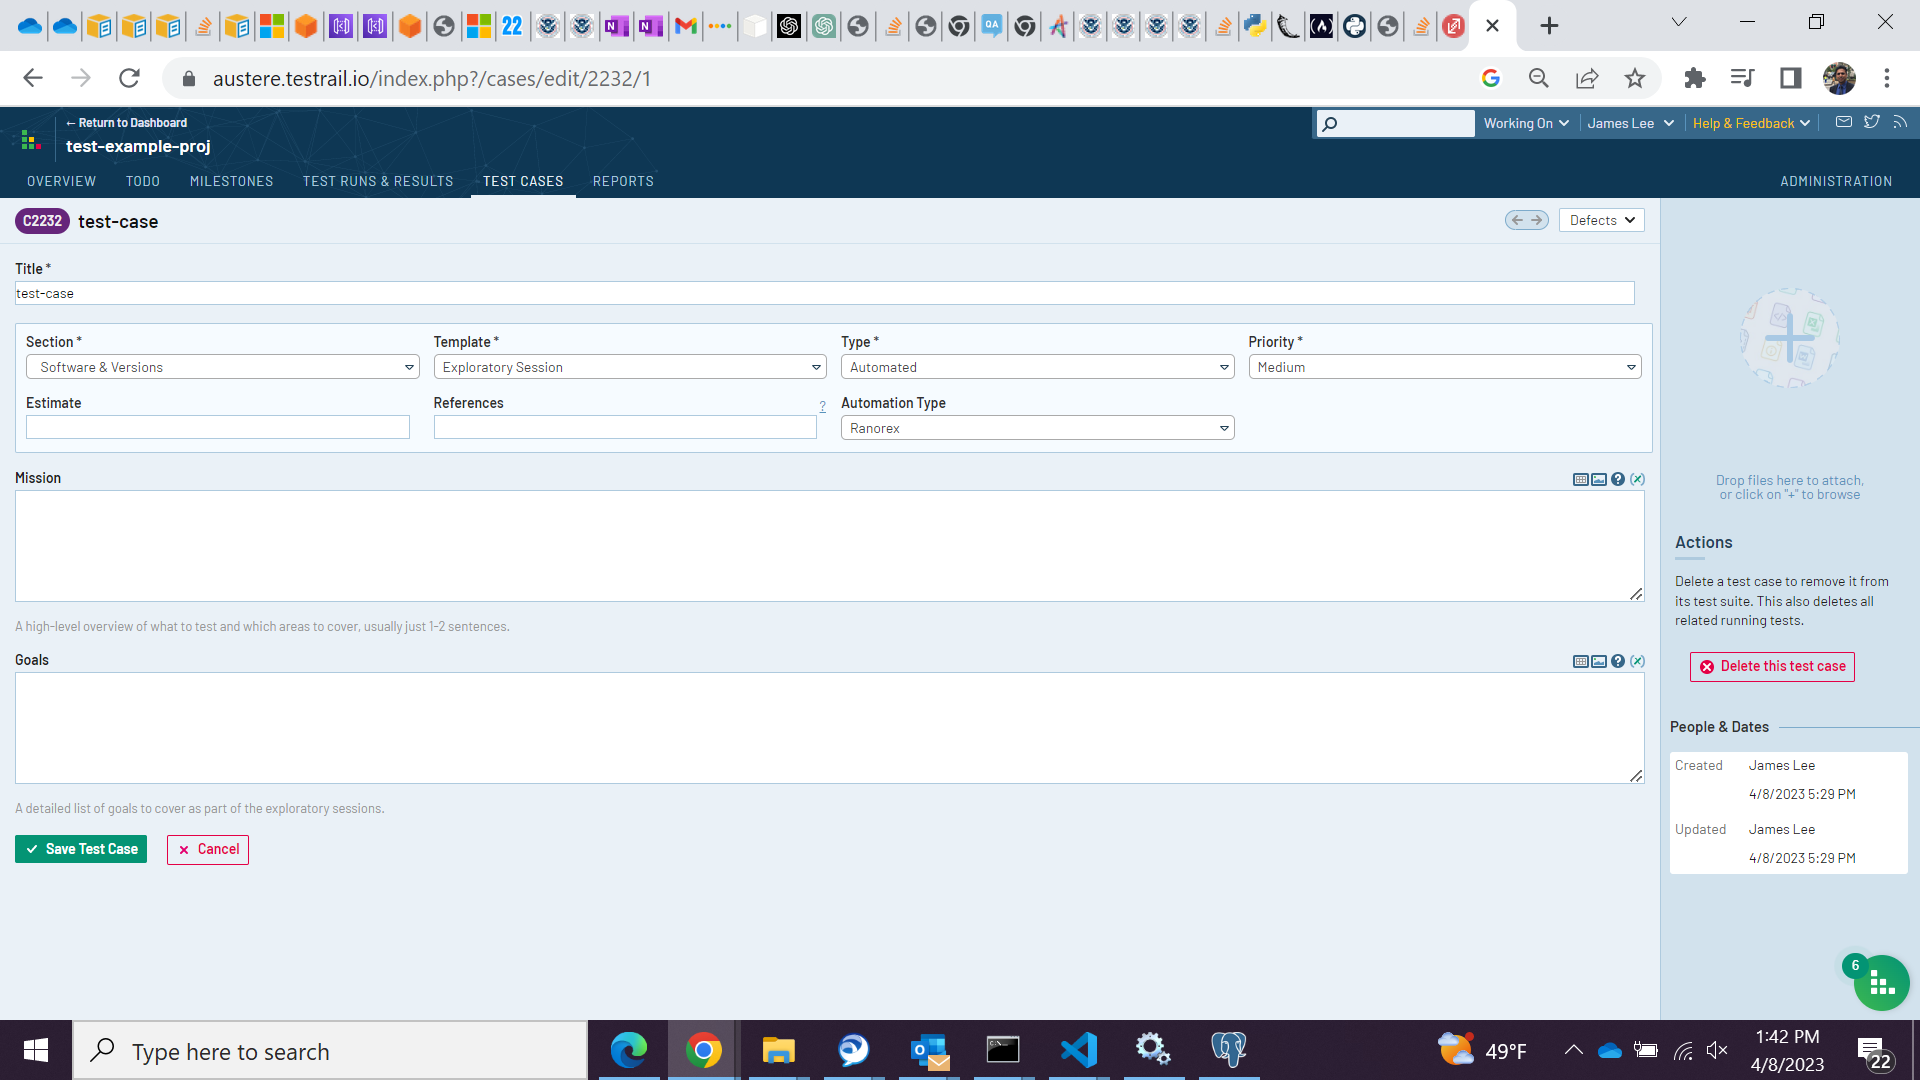 22
QA
austere.testrail.io/index.php?/cases/edit/2232/1
← Return to Dashboard
test-example-proj
Working On
James Lee
Help & Feedback
OVERVIEW
TODO
MILESTONES
TEST RUNS & RESULTS
TEST CASES
REPORTS
ADMINISTRATION
C2232 test-case
Defects
Title *
test-case
Section *
Template *
Type *
Priority *
Software & Versions
Exploratory Session
Automated
Medium
Estimate
References
?
Automation Type
Ranorex
Mission
A high-level overview of what to test and which areas to cover, usually just 1-2 sentences.
Goals
A detailed list of goals to cover as part of the exploratory sessions.
Save Test Case
Cancel
Drop files here to attach,
or click on "+" to browse
Actions
Delete a test case to remove it from
its test suite. This also deletes all
related running tests.
Delete this test case
People & Dates
Created
James Lee
4/8/2023 5:29 PM
Updated
James Lee
4/8/2023 5:29 PM
6
Type here to search
49°F
1:42 PM
4/8/2023
22